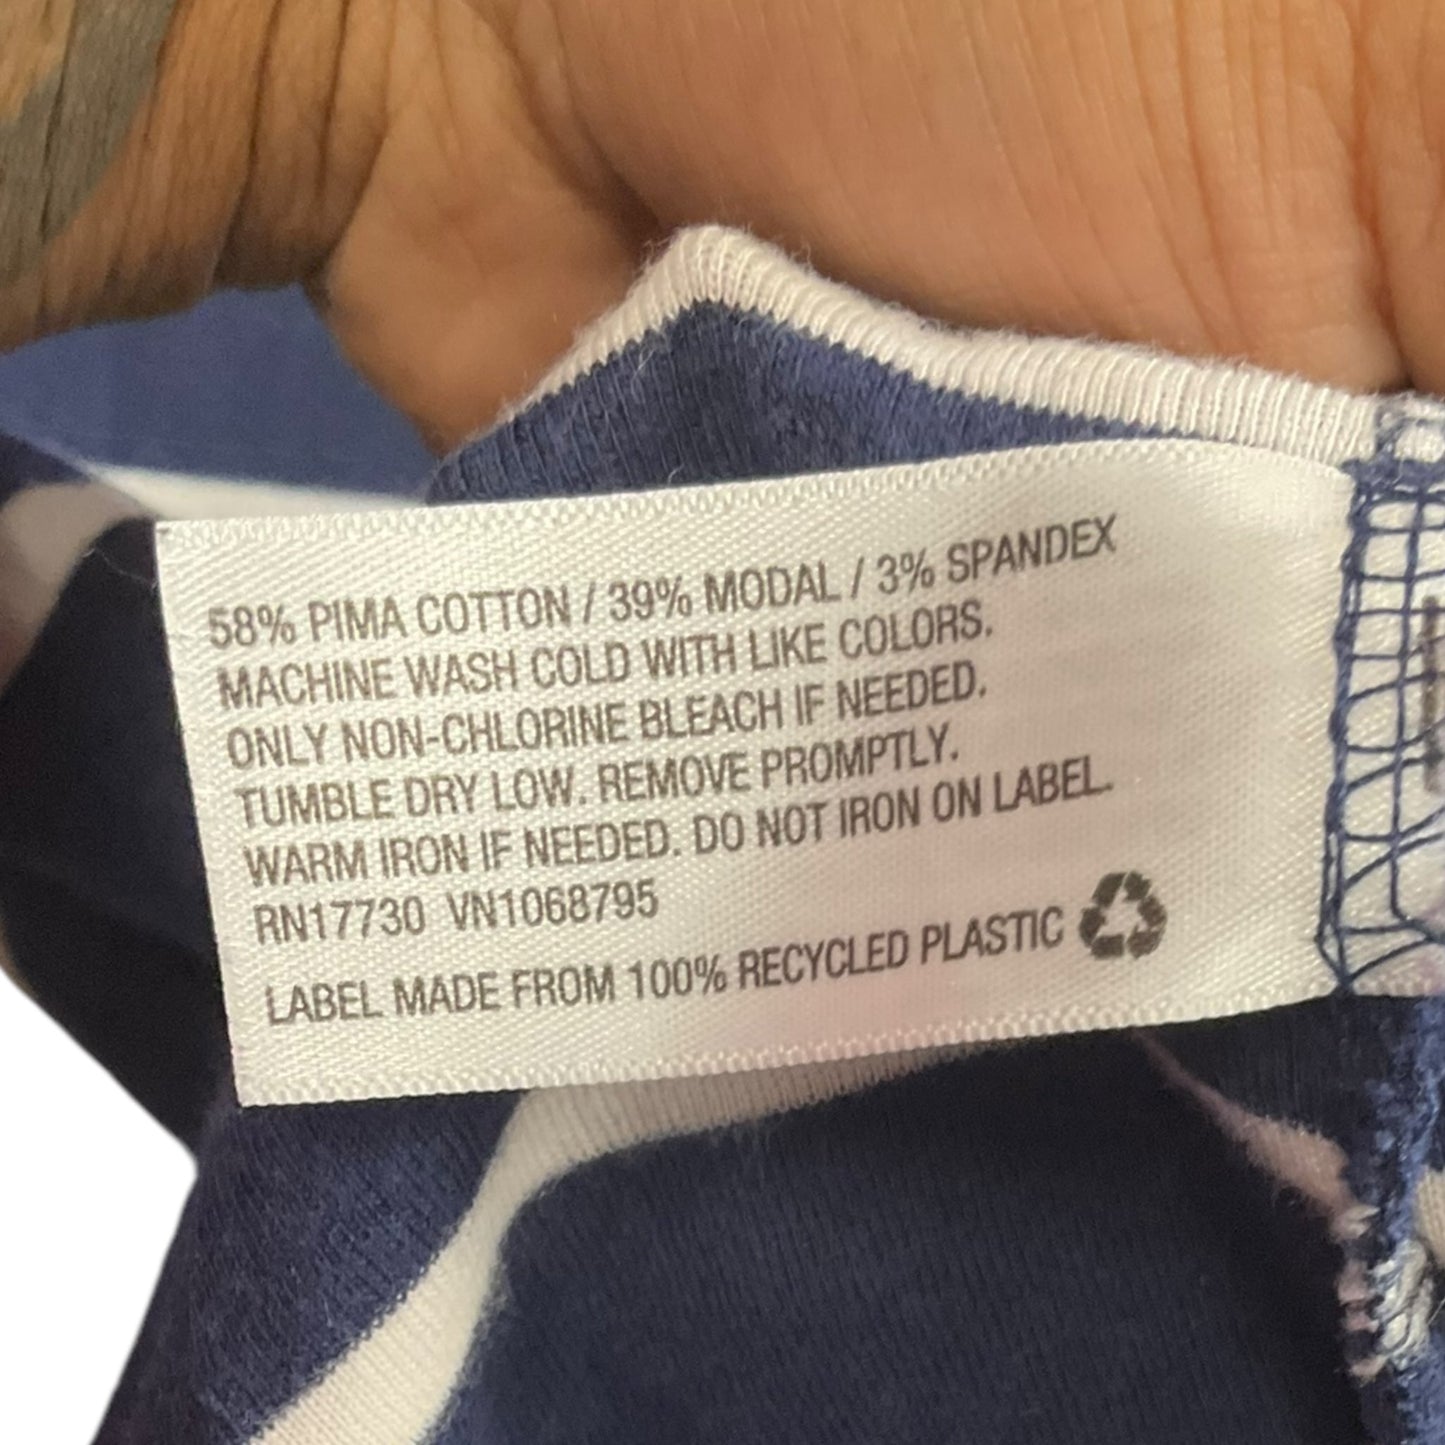 58% PIMA COTTON / 39% MODAL / 3% SPANDEX
MACHINE WASH COLD WITH LIKE COLORS.
ONLY NON-CHLORINE BLEACH IF NEEDED.
TUMBLE DRY LOW. REMOVE PROMPTLY.
WARM IRON IF NEEDED. DO NOT IRON ON LABEL.
RN17730 VN1068795
LABEL MADE FROM 100% RECYCLED PLASTIC